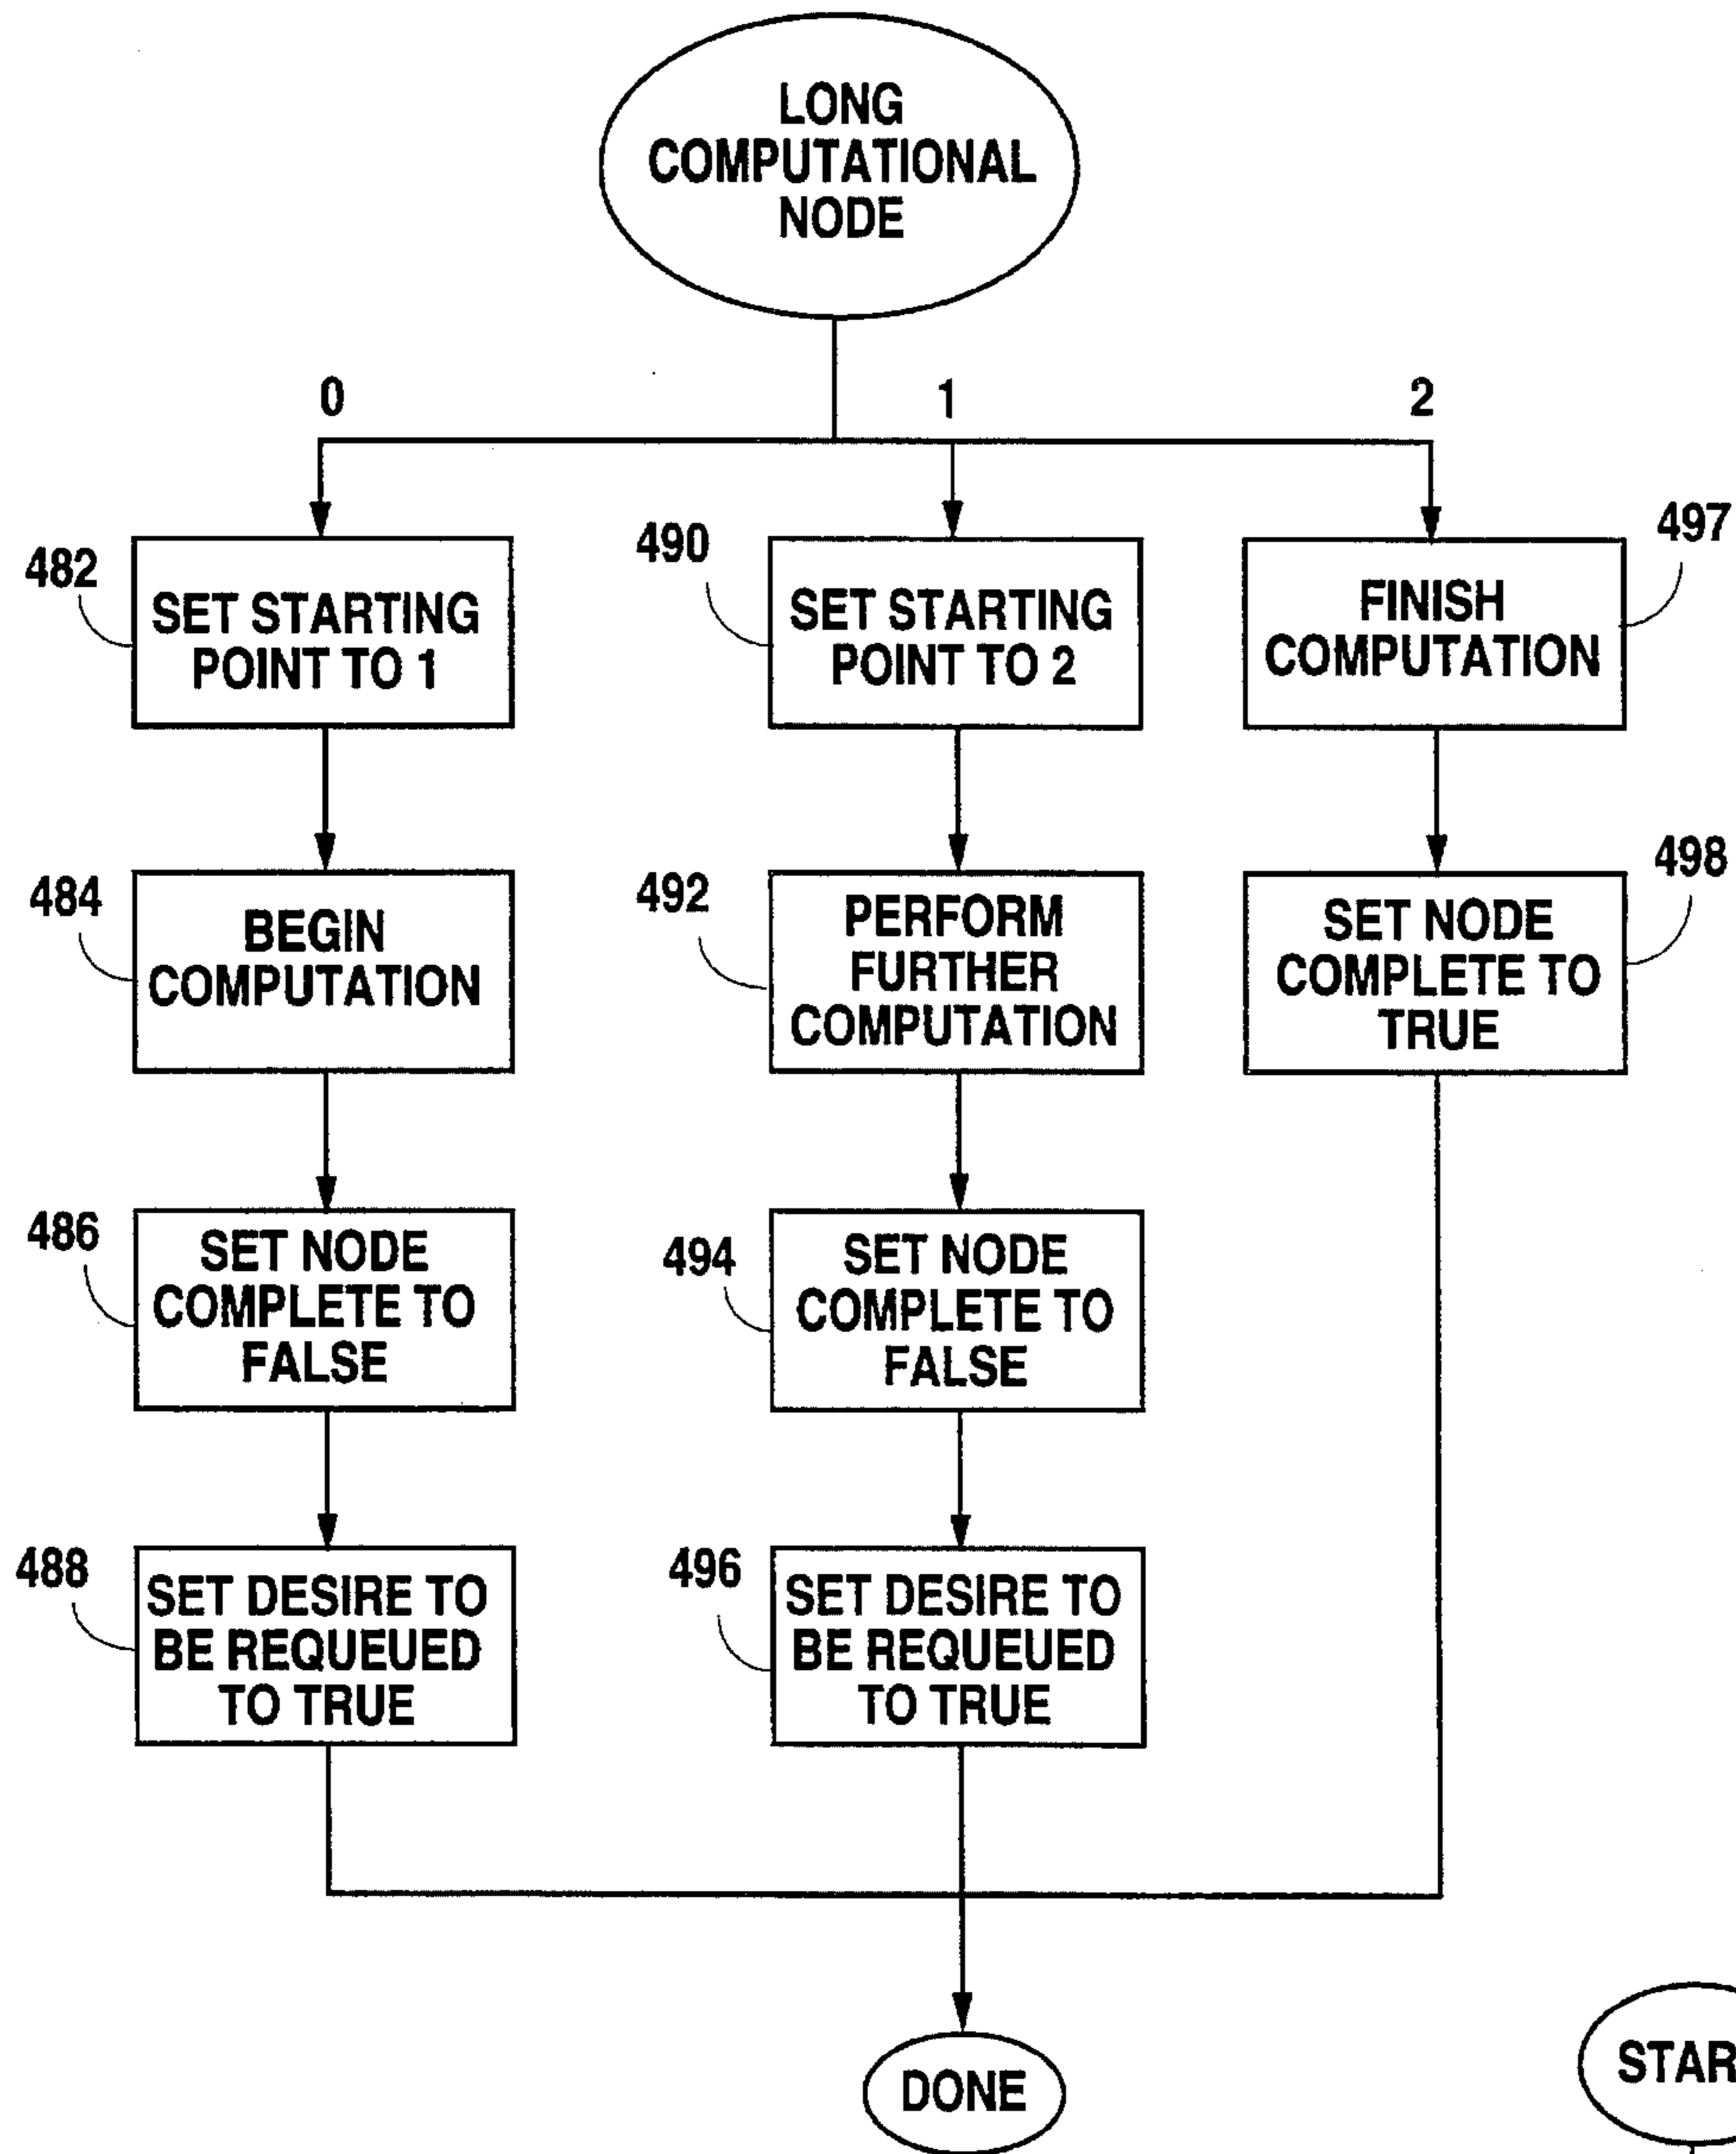 LONG
COMPUTATIONAL
NODE
0
1
2
482
SET STARTING
POINT TO 1
490
SET STARTING
POINT TO 2
497
FINISH
COMPUTATION
484
BEGIN
COMPUTATION
492
PERFORM
FURTHER
COMPUTATION
498
SET NODE
COMPLETE TO
TRUE
486
SET NODE
COMPLETE TO
FALSE
494
SET NODE
COMPLETE TO
FALSE
488
SET DESIRE TO
BE REQUEUED
TO TRUE
496
SET DESIRE TO
BE REQUEUED
TO TRUE
DONE